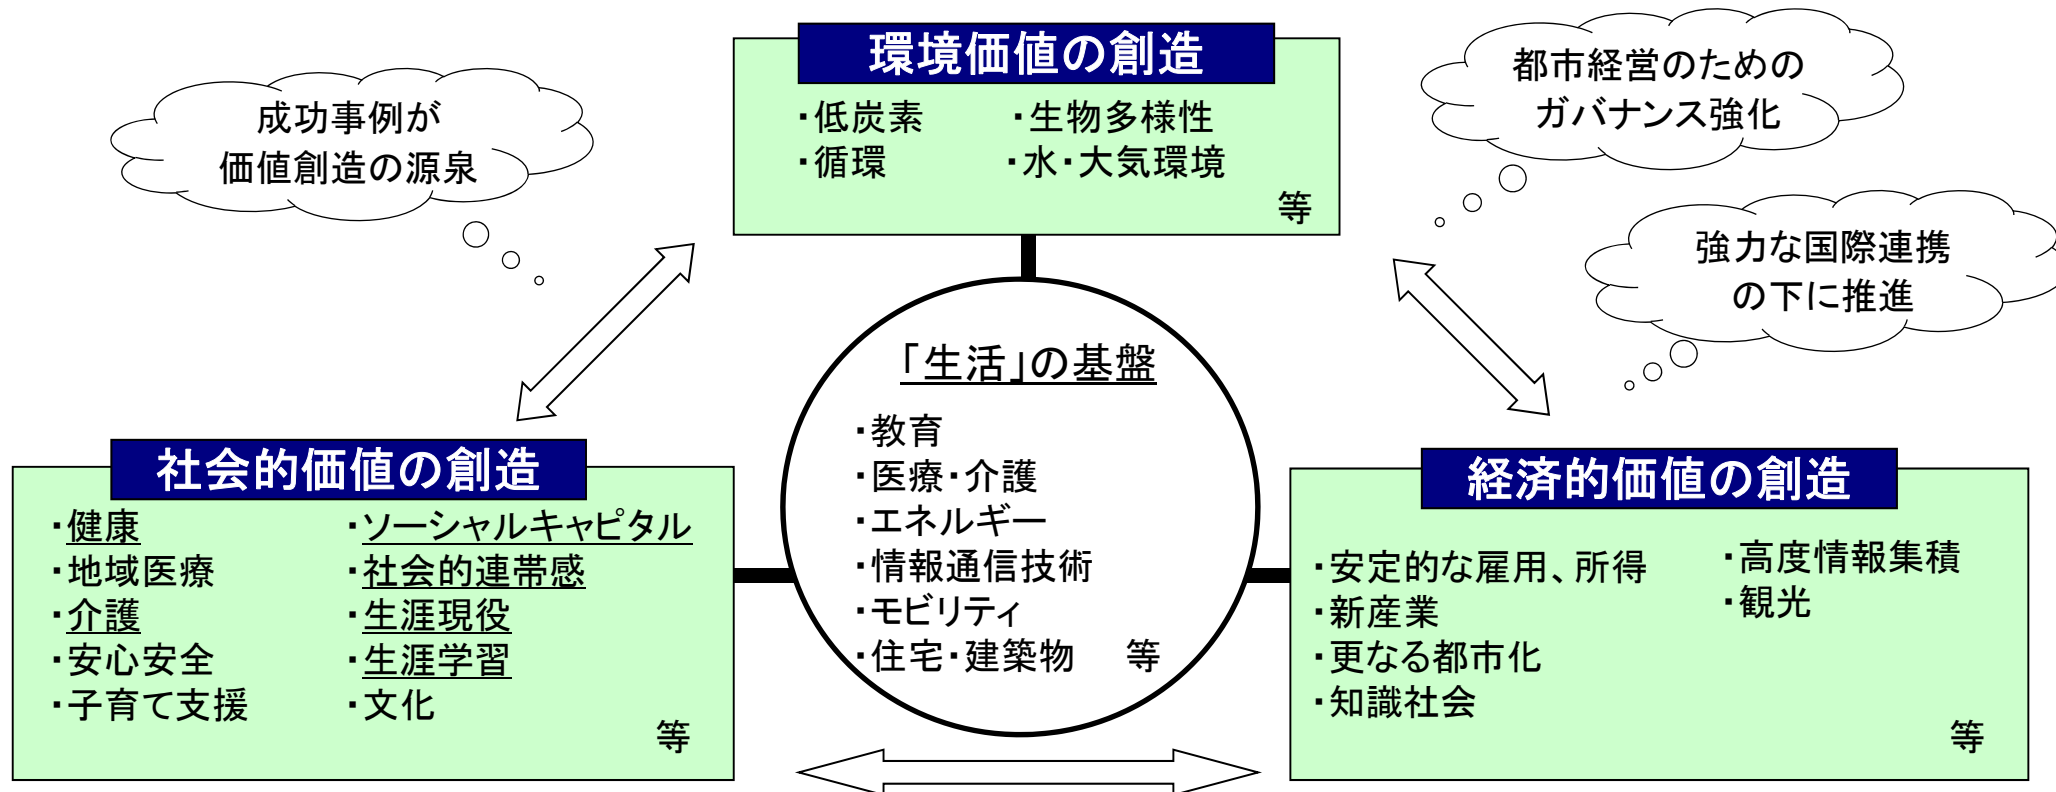 環境価値の創造
・低炭素 ・生物多様性
・循環 ・水・大気環境
等
成功事例が
価値創造の源泉
都市経営のための
ガバナンス強化
強力な国際連携
の下に推進
「生活」の基盤
・教育
・医療・介護
・エネルギー
・情報通信技術
・モビリティ
・住宅・建築物 等
社会的価値の創造
・健康 ・ソーシャルキャピタル
・地域医療 ・社会的連帯感
・介護 ・生涯現役
・安心安全 ・生涯学習
・子育て支援 ・文化
等
経済的価値の創造
・安定的な雇用、所得 ・高度情報集積
・新産業 ・観光
・更なる都市化
・知識社会
等